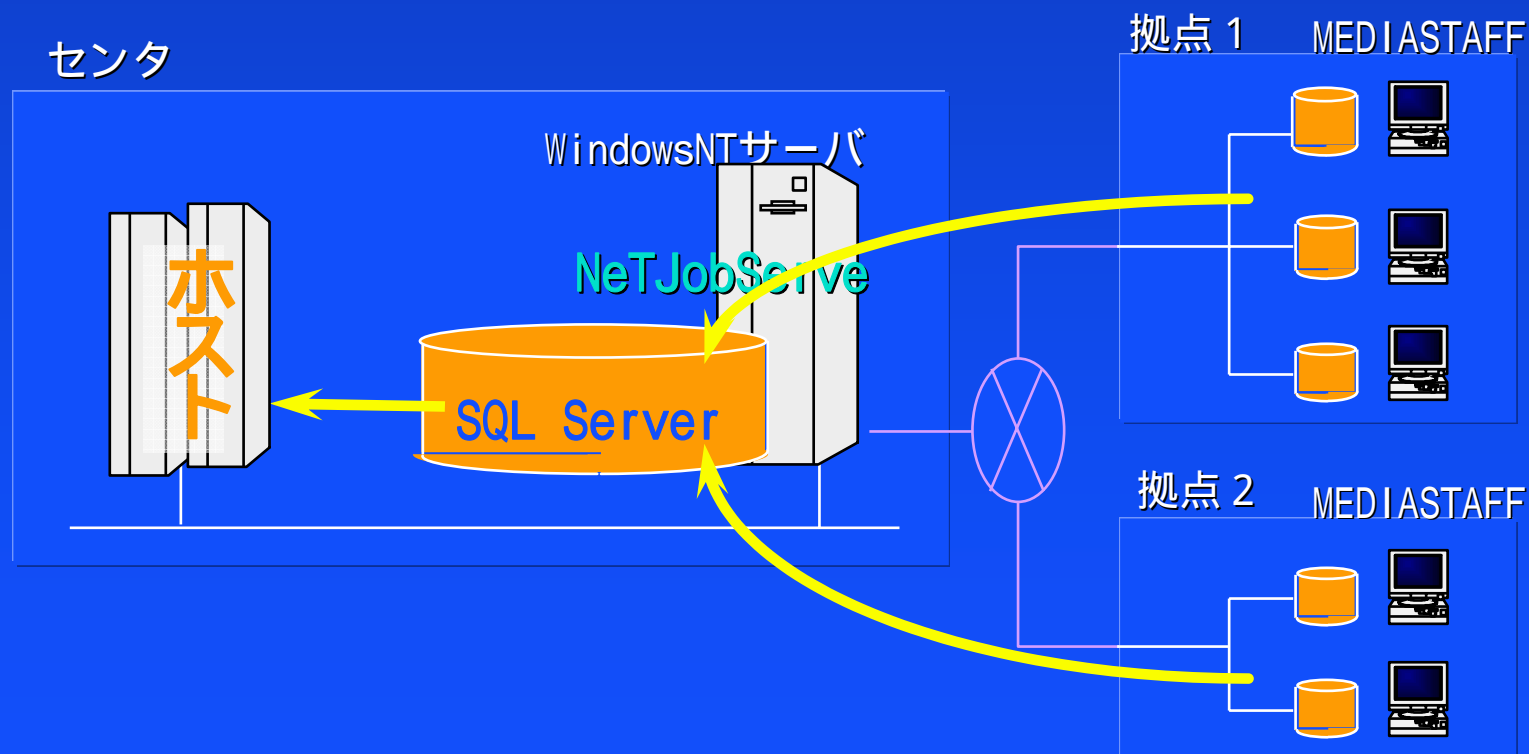 センタ
WindowsNTサーバ
NeTJobServe
ホスト
SQL Server
拠点1 MEDIASTAFF
拠点2 MEDIASTAFF